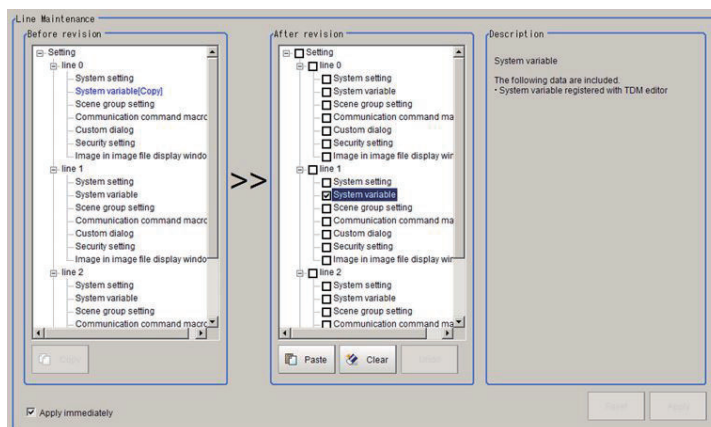 Line Maintenance
Before revision
Setting
line 0
System setting
System variable[Copy]
Scene group setting
Communication command macro
Custom dialog
Security setting
Image in image file display windo
line 1
System setting
System variable
Scene group setting
Communication command macro
Custom dialog
Security setting
Image in image file display windo
line 2
System setting
System variable
Scene group setting
Communication command macro
Copy
>>
After revision
Setting
line 0
System setting
System variable
Scene group setting
Communication command ma
Custom dialog
Security setting
Image in image file display win
line 1
System setting
System variable
Scene group setting
Communication command ma
Custom dialog
Security setting
Image in image file display win
line 2
System setting
System variable
Scene group setting
Communication command ma
Paste
Clear
Description
System variable
The following data are included.
・System variable registered with TDM editor
Apply immediately